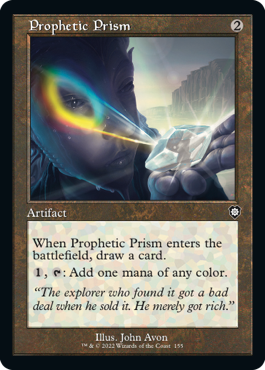 Prophetic Prism 2
Artifact
When Prophetic Prism enters the
battlefield, draw a card.
1, : Add one mana of any color.
“The explorer who found it got a bad
deal when he sold it. He merely got rich.”
Illus. John Avon
™ & © 2022 Wizards of the Coast 155